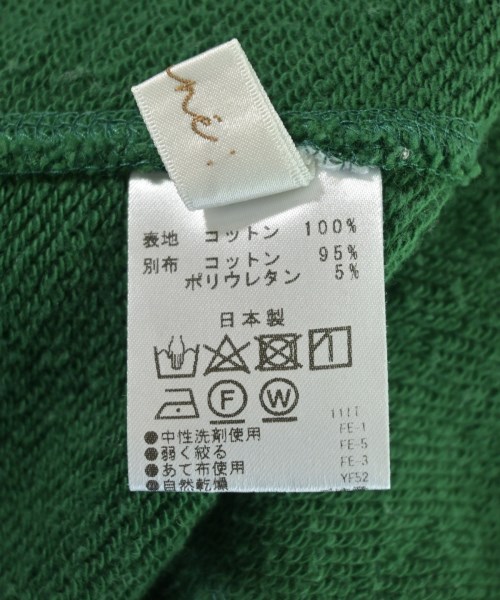 表地 コットン 100%
別布 コットン 95%
ポリウレタン 5%
日本製
F W
●中性洗剤使用
●弱く絞る
●あて布使用
●自然乾燥
FE-1
FE-5
FE-3
YF52